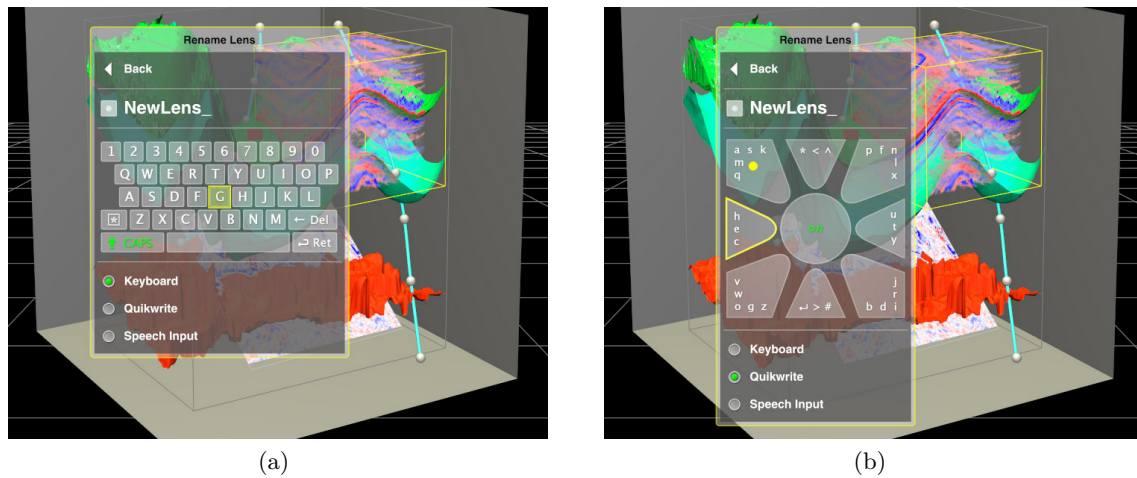 Rename Lens
Back
NewLens_
1 2 3 4 5 6 7 8 9 0
Q W E R T Y U I O P
A S D F G H J K L
* Z X C V B N M ← Del
CAPS ↵ Ret
Keyboard
Quikwrite
Speech Input
(a)
Rename Lens
Back
NewLens_
a s k
m
q
* < ^
p f n
l
x
h
e
c
on
u
t
y
v
w
o g z
↵ > #
j
r
b d i
Keyboard
Quikwrite
Speech Input
(b)